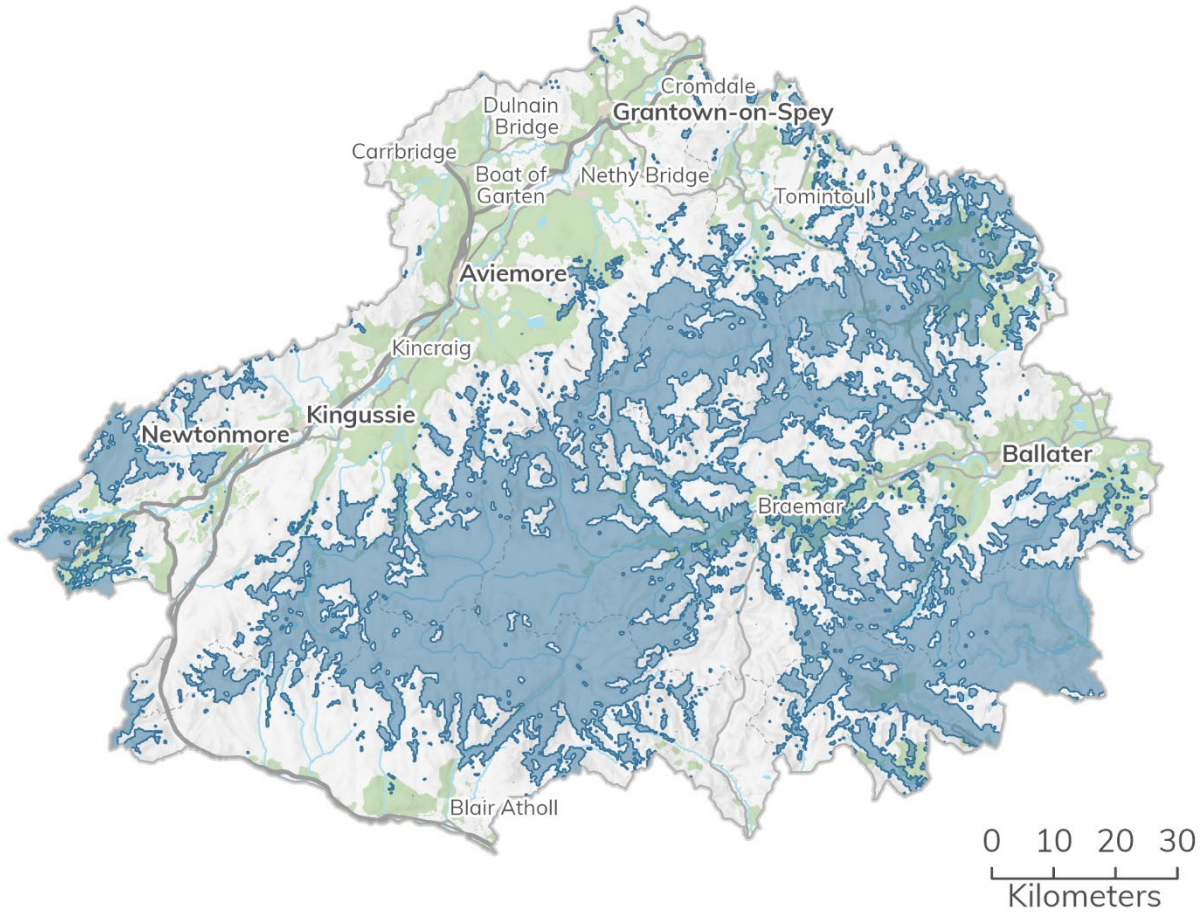 Cromdale
Dulnain
Bridge
Grantown-on-Spey
Carrbridge
Boat of
Garten
Nethy Bridge
Tomintoul
Aviemore
Kincraig
Kingussie
Newtonmore
Ballater
Braemar
Blair Atholl
0 10 20 30
Kilometers